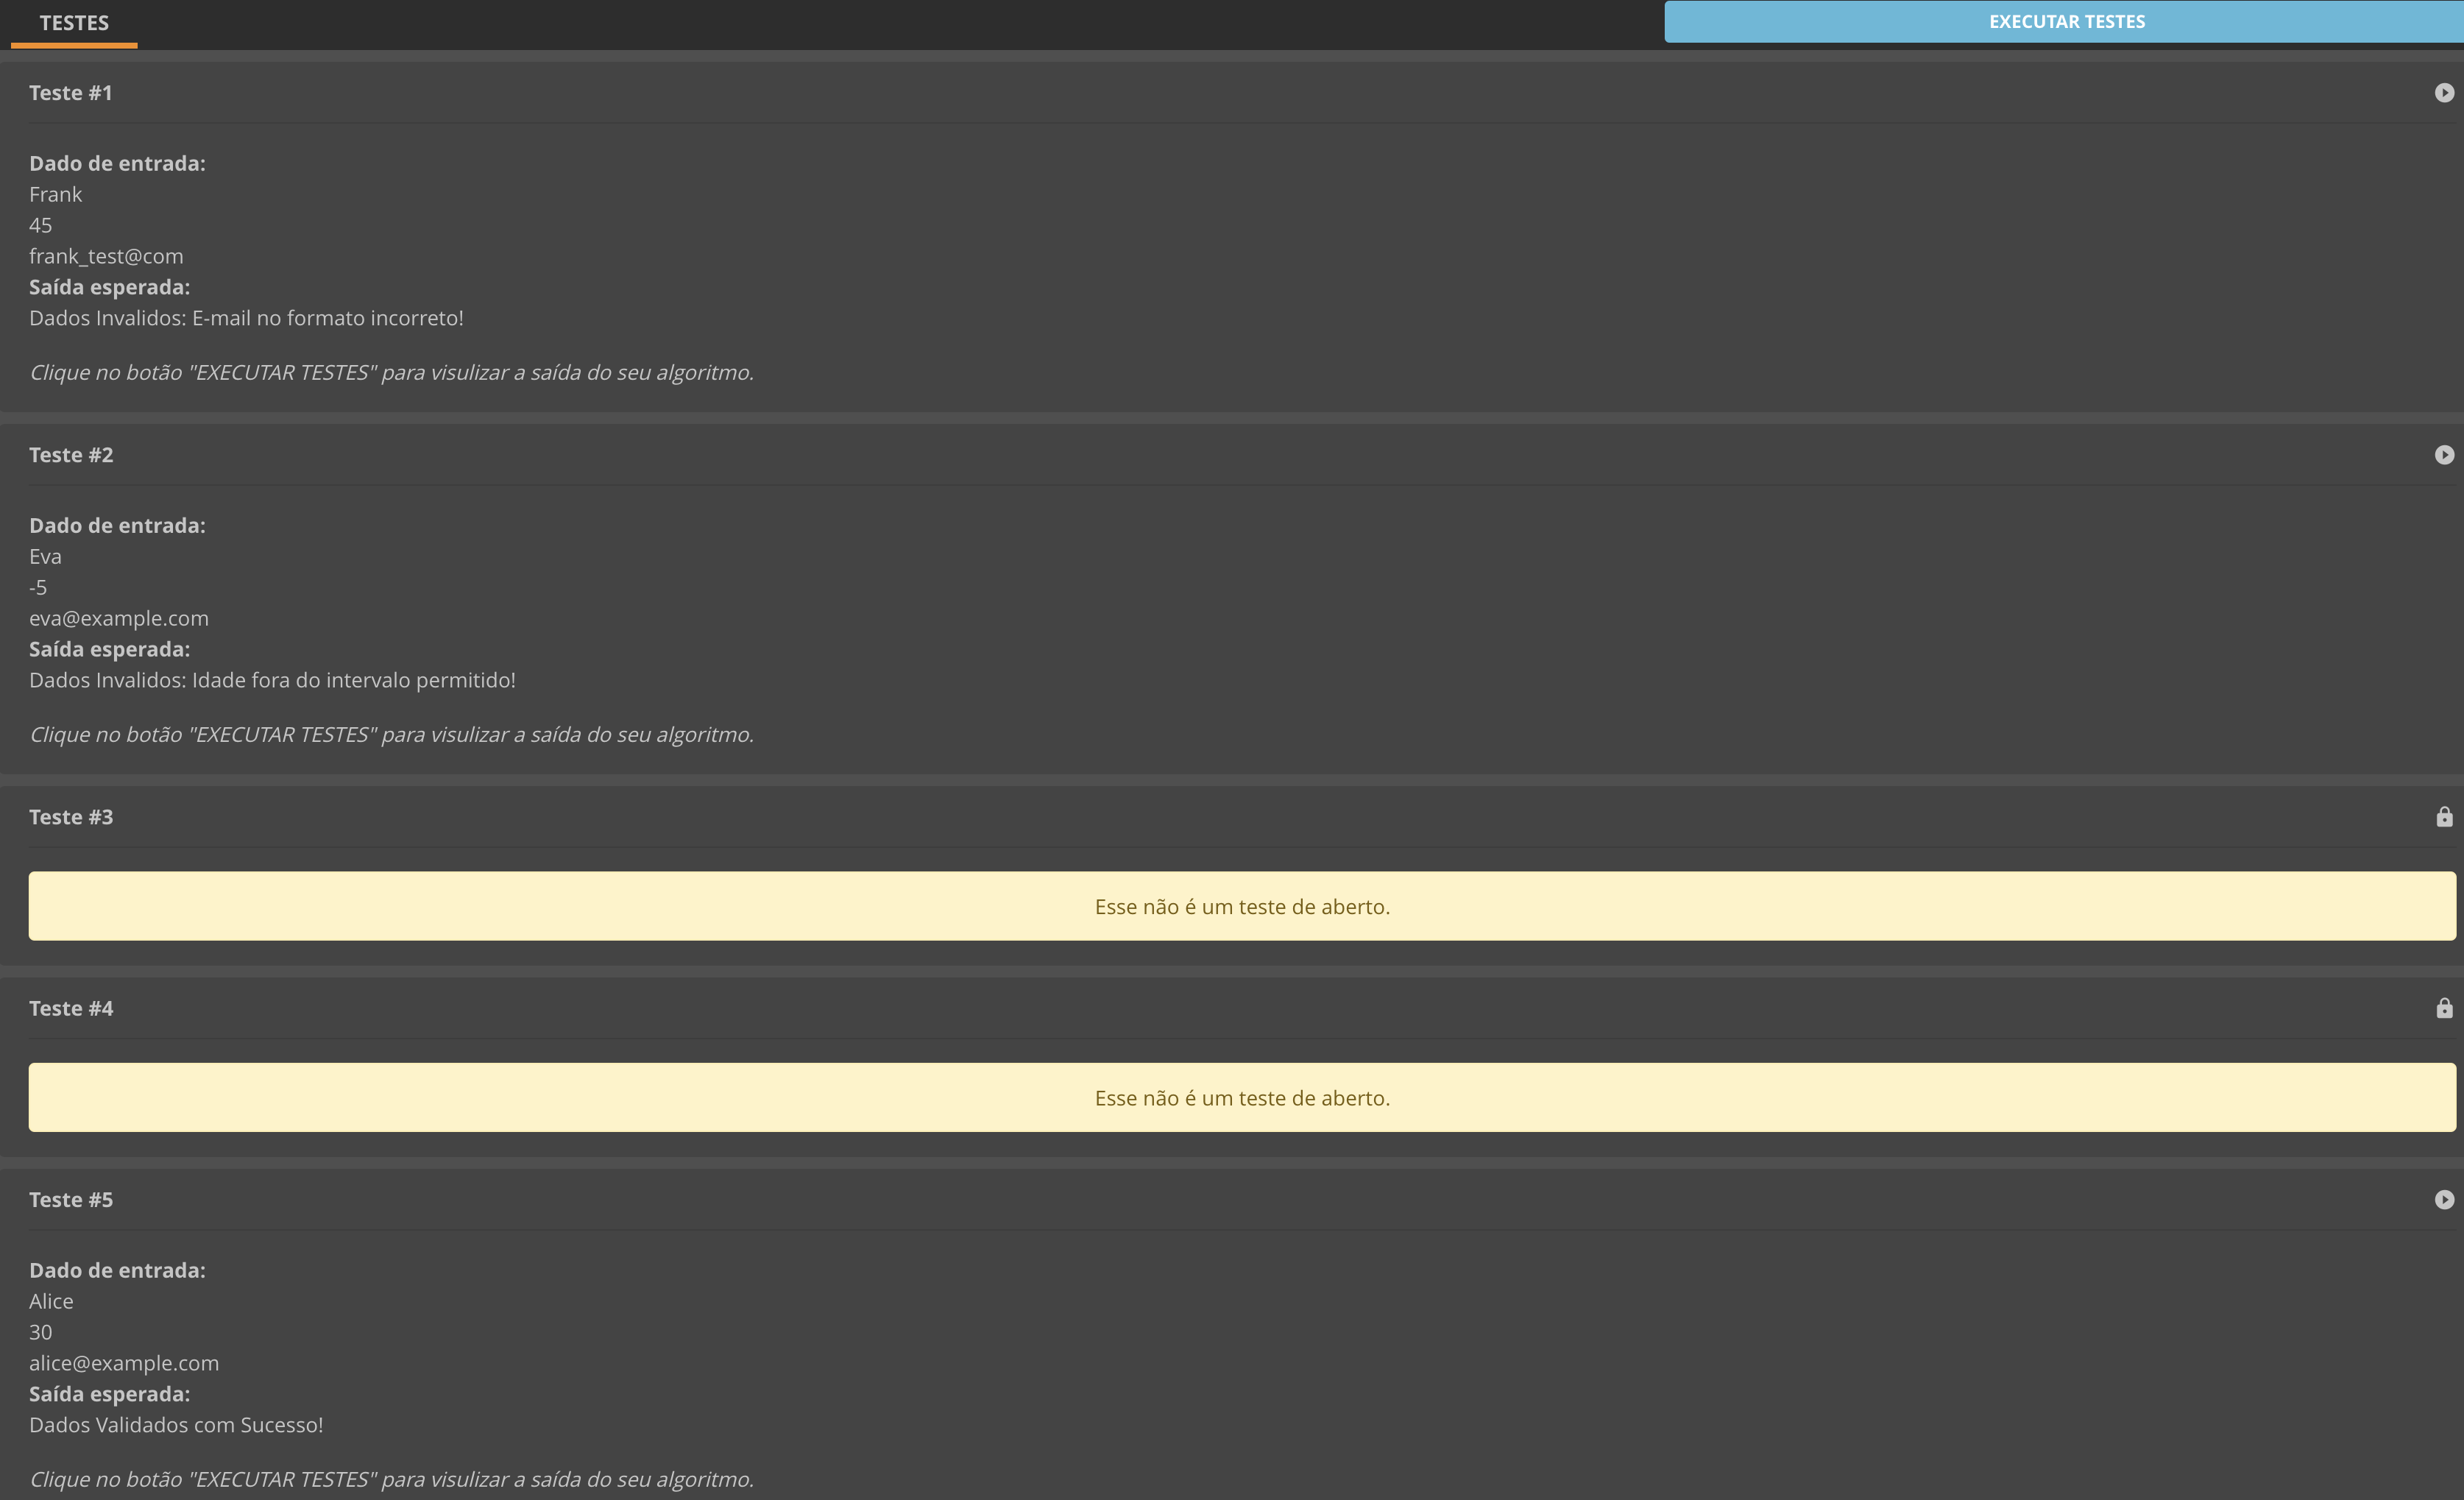 TESTES
EXECUTAR TESTES
Teste #1
Dado de entrada:
Frank
45
frank_test@com
Saída esperada:
Dados Invalidos: E-mail no formato incorreto!
Clique no botão "EXECUTAR TESTES" para visulizar a saída do seu algoritmo.
Teste #2
Dado de entrada:
Eva
-5
eva@example.com
Saída esperada:
Dados Invalidos: Idade fora do intervalo permitido!
Clique no botão "EXECUTAR TESTES" para visulizar a saída do seu algoritmo.
Teste #3
Esse não é um teste de aberto.
Teste #4
Esse não é um teste de aberto.
Teste #5
Dado de entrada:
Alice
30
alice@example.com
Saída esperada:
Dados Validados com Sucesso!
Clique no botão "EXECUTAR TESTES" para visulizar a saída do seu algoritmo.